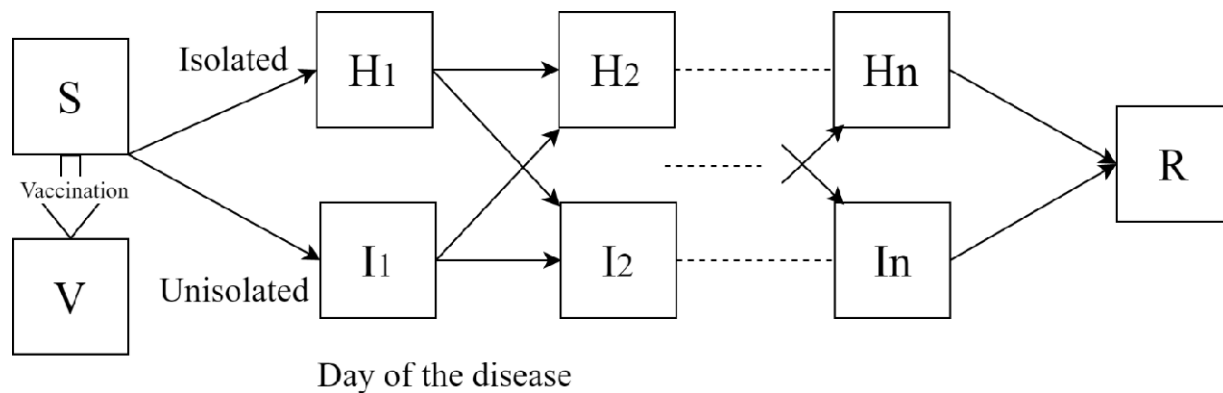 Isolated
S
H1
H2
Hn
R
Vaccination
V
I1
I2
In
Unisolated
Day of the disease